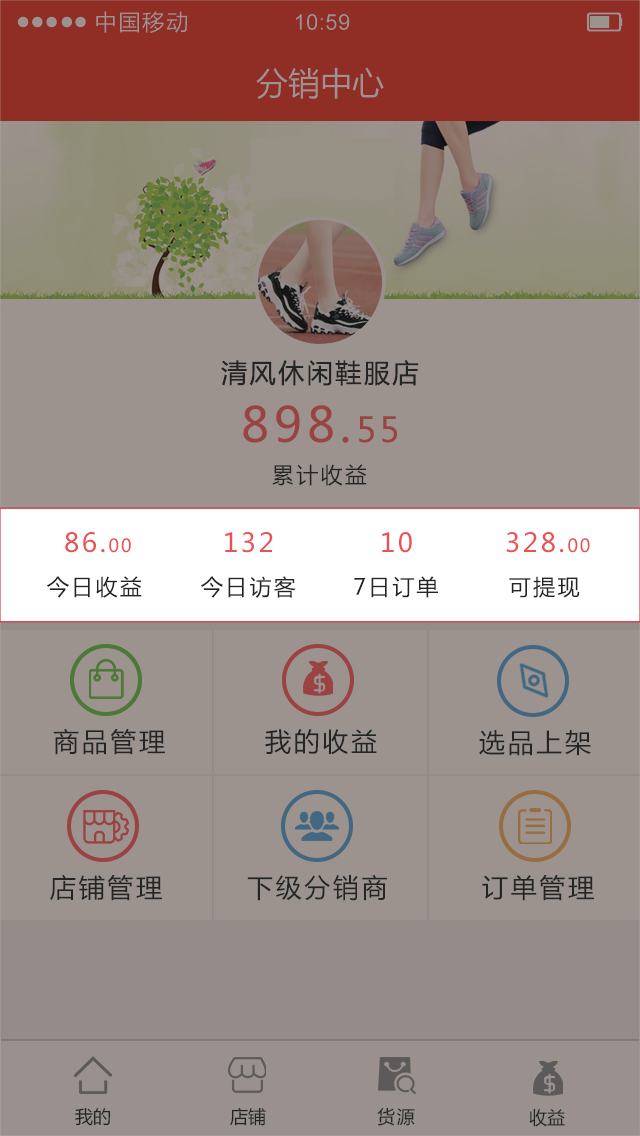 中国移动 10:59
分销中心
清风休闲鞋服店
898.55
累计收益
86.00 132 10 328.00
今日收益 今日访客 7日订单 可提现
商品管理 我的收益 选品上架
店铺管理 下级分销商 订单管理
我的 店铺 货源 收益